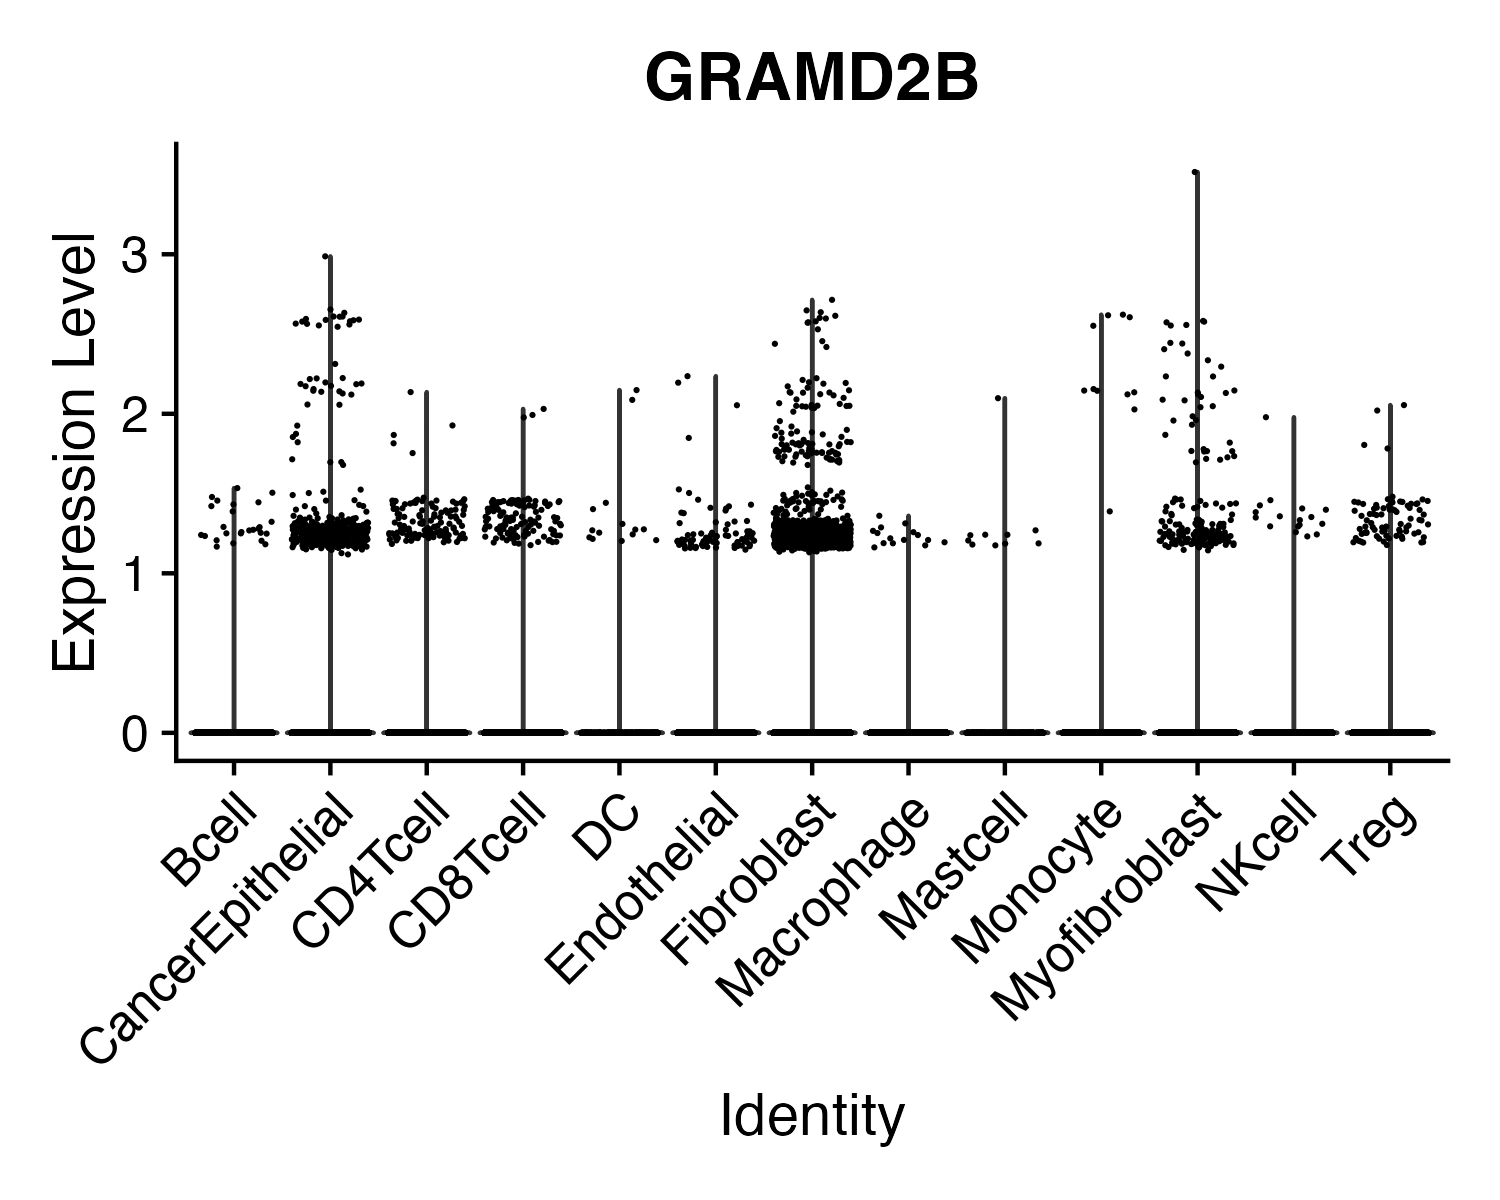 GRAMD2B
Expression Level
3
2
1
0
Bcell
CancerEpithelial
CD4Tcell
CD8Tcell
DC
Endothelial
Fibroblast
Macrophage
Mastcell
Monocyte
Myofibroblast
NKcell
Treg
Identity